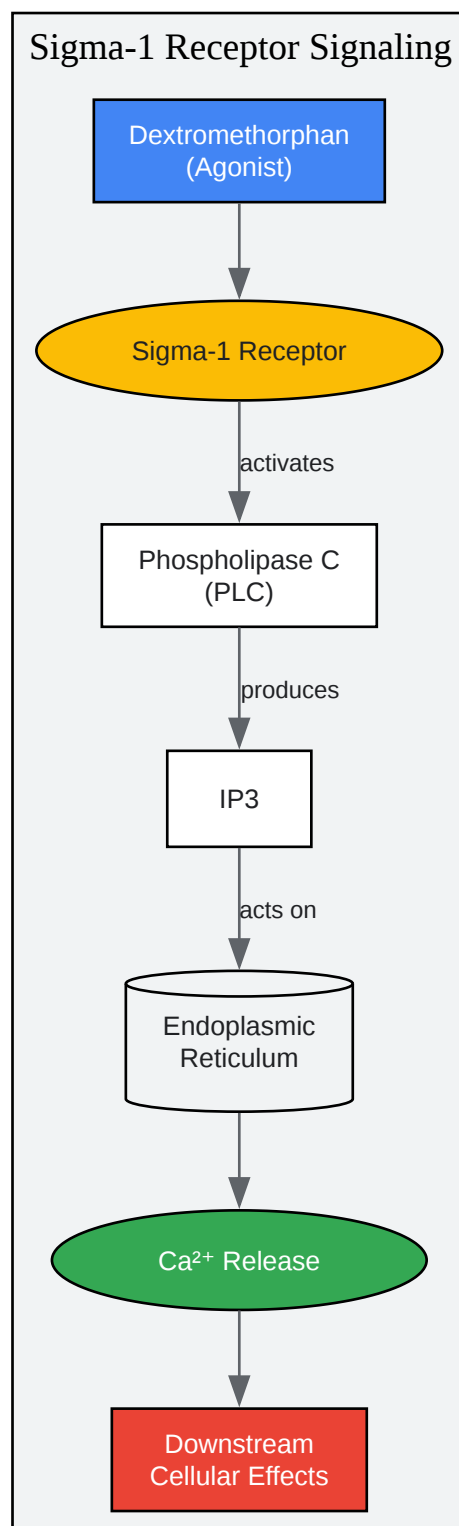 Sigma-1 Receptor Signaling
Dextromethorphan
(Agonist)
Sigma-1 Receptor
activates
Phospholipase C
(PLC)
produces
IP3
acts on
Endoplasmic
Reticulum
Ca²⁺ Release
Downstream
Cellular Effects